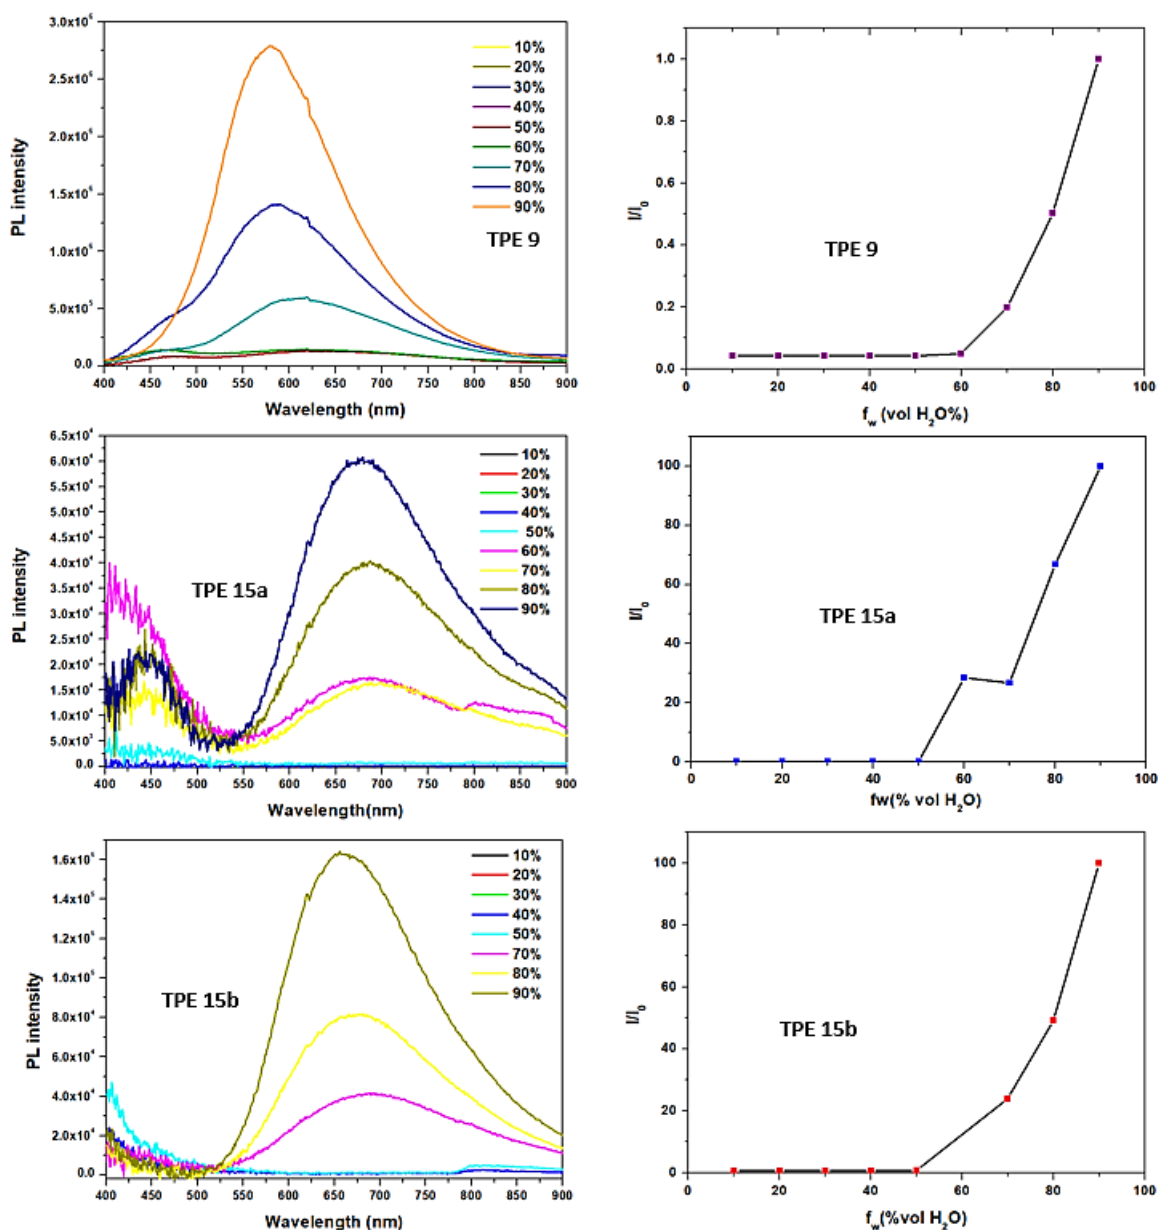 3.0x10⁶
2.5x10⁶
2.0x10⁶
1.5x10⁶
1.0x10⁶
5.0x10⁵
0.0
PL intensity
400 450 500 550 600 650 700 750 800 850 900
Wavelength (nm)
10%
20%
30%
40%
50%
60%
70%
80%
90%
TPE 9
1.0
0.8
0.6
0.4
0.2
0.0
I/I₀
TPE 9
0 20 40 60 80 100
f_w (vol H₂O%)
6.5x10⁴
6.0x10⁴
5.5x10⁴
5.0x10⁴
4.5x10⁴
4.0x10⁴
3.5x10⁴
3.0x10⁴
2.5x10⁴
2.0x10⁴
1.5x10⁴
1.0x10⁴
5.0x10³
0.0
PL intensity
400 450 500 550 600 650 700 750 800 850 900
Wavelength(nm)
TPE 15a
10%
20%
30%
40%
50%
60%
70%
80%
90%
100
80
60
40
20
0
I/I₀
TPE 15a
0 20 40 60 80 100
fw(% vol H₂O)
1.6x10⁵
1.4x10⁵
1.2x10⁵
1.0x10⁵
8.0x10⁴
6.0x10⁴
4.0x10⁴
2.0x10⁴
0.0
PL intensity
400 450 500 550 600 650 700 750 800 850 900
Wavelength (nm)
TPE 15b
10%
20%
30%
40%
50%
70%
80%
90%
100
80
60
40
20
0
I/I₀
TPE 15b
0 20 40 60 80 100
f_w(%vol H₂O)